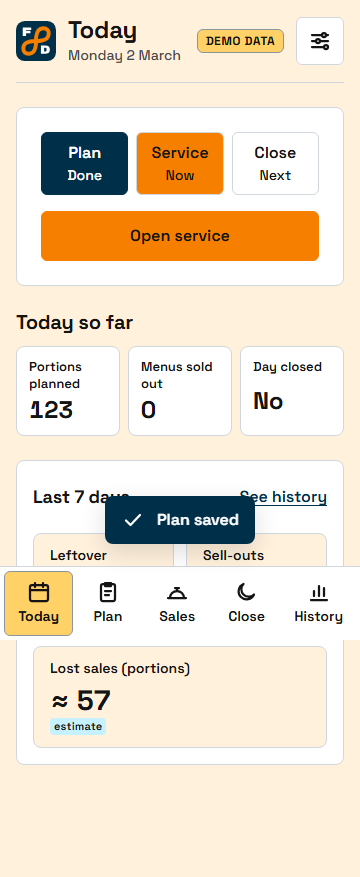 F
D
Today
Monday 2 March
DEMO DATA
Plan
Done
Service
Now
Close
Next
Open service
Today so far
Portions planned
123
Menus sold out
0
Day closed
No
Last 7 days
See history
Plan saved
Leftover
Sell-outs
Today
Plan
Sales
Close
History
Lost sales (portions)
≈ 57
estimate